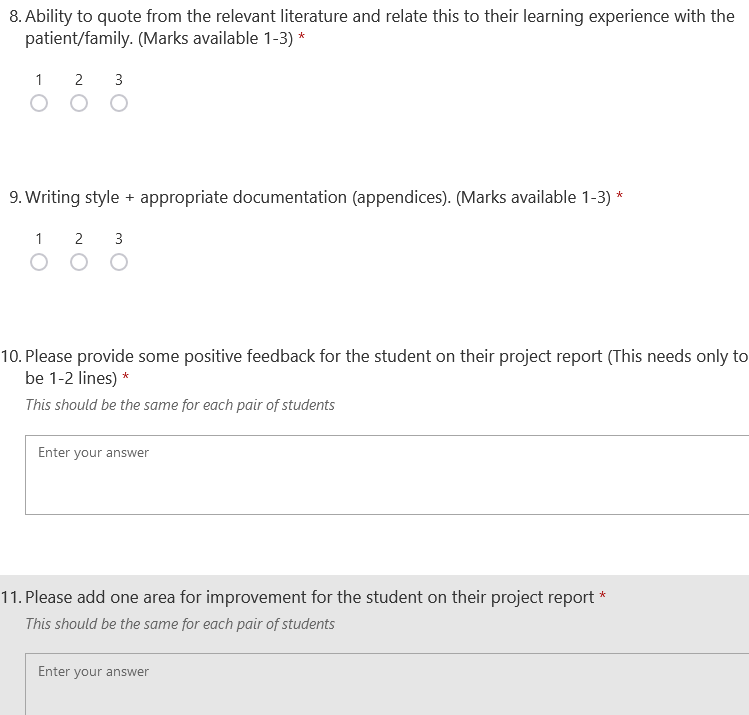 8. Ability to quote from the relevant literature and relate this to their learning experience with the
patient/family. (Marks available 1-3) *
1 2 3
9. Writing style + appropriate documentation (appendices). (Marks available 1-3) *
1 2 3
10. Please provide some positive feedback for the student on their project report (This needs only to
be 1-2 lines) *
This should be the same for each pair of students
Enter your answer
11. Please add one area for improvement for the student on their project report *
This should be the same for each pair of students
Enter your answer